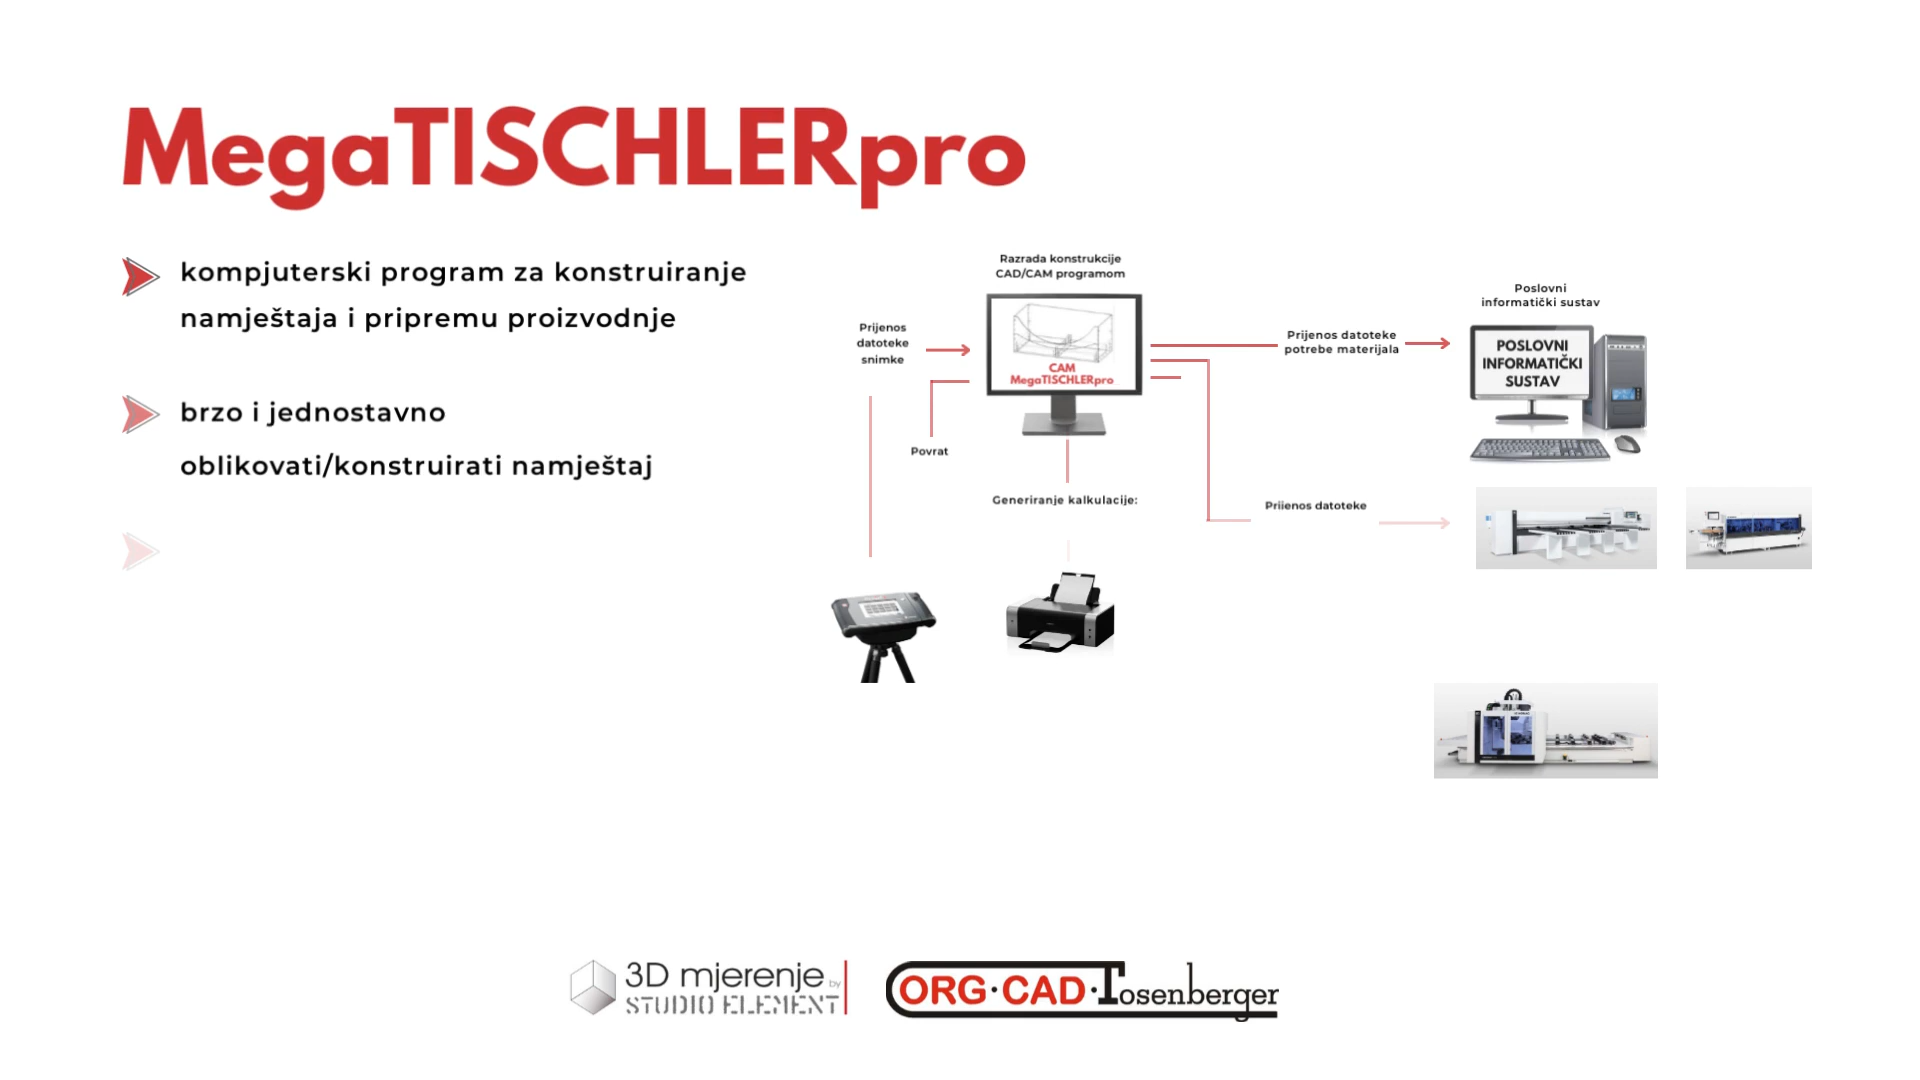 MegaTISCHLERpro
kompjuterski program za konstruiranje
namještaja i pripremu proizvodnje
brzo i jednostavno
oblikovati/konstruirati namještaj
Razrada konstrukcije
CAD/CAM programom
Prijenos
datoteke
snimke
CAM
MegaTISCHLERpro
Povrat
Generiranje kalkulacije:
Prijenos datoteke
potrebe materijala
Poslovni
informatički sustav
POSLOVNI
INFORMATIČKI
SUSTAV
Prijenos datoteke
3D mjerenje by
STUDIO ELEMENT
ORG·CAD·Tosenberger